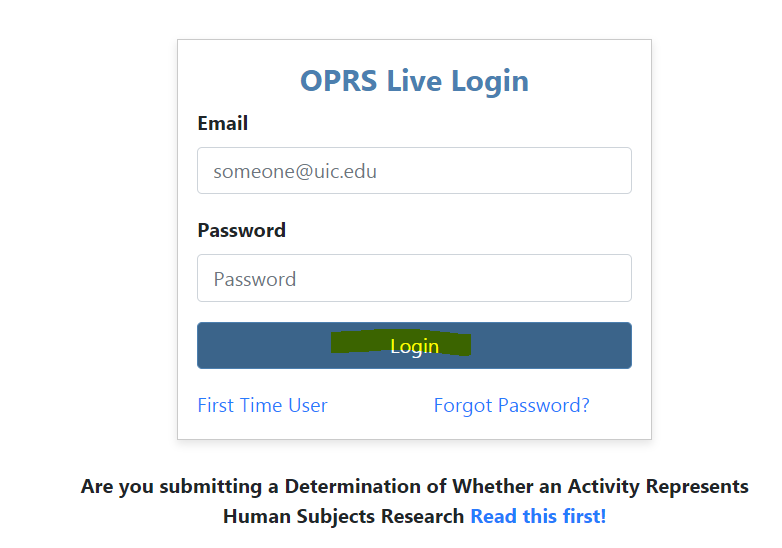 OPRS Live Login
Email
someone@uic.edu
Password
Password
Login
First Time User
Forgot Password?
Are you submitting a Determination of Whether an Activity Represents
Human Subjects Research Read this first!